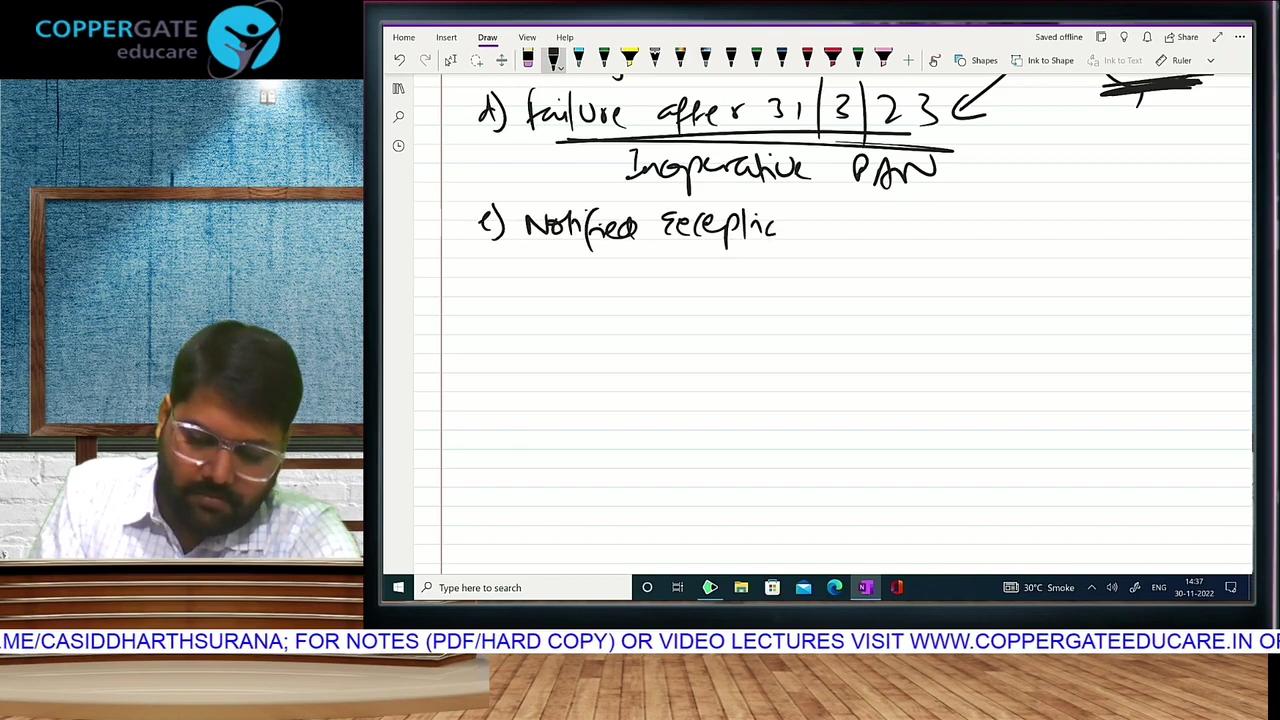 COPPERGATE
educare
Home Insert Draw View Help
Saved offline
Share
Shapes Ink to Shape Ink to Text Ruler
d) failure after 31|3|23
Inoperative PAN
e) Notified
Type here to search
30°C Smoke
ENG
14:37
30-11-2022
.ME/CASIDDHARTHSURANA; FOR NOTES (PDF/HARD COPY) OR VIDEO LECTURES VISIT WWW.COPPERGATEEDUCARE.IN OF